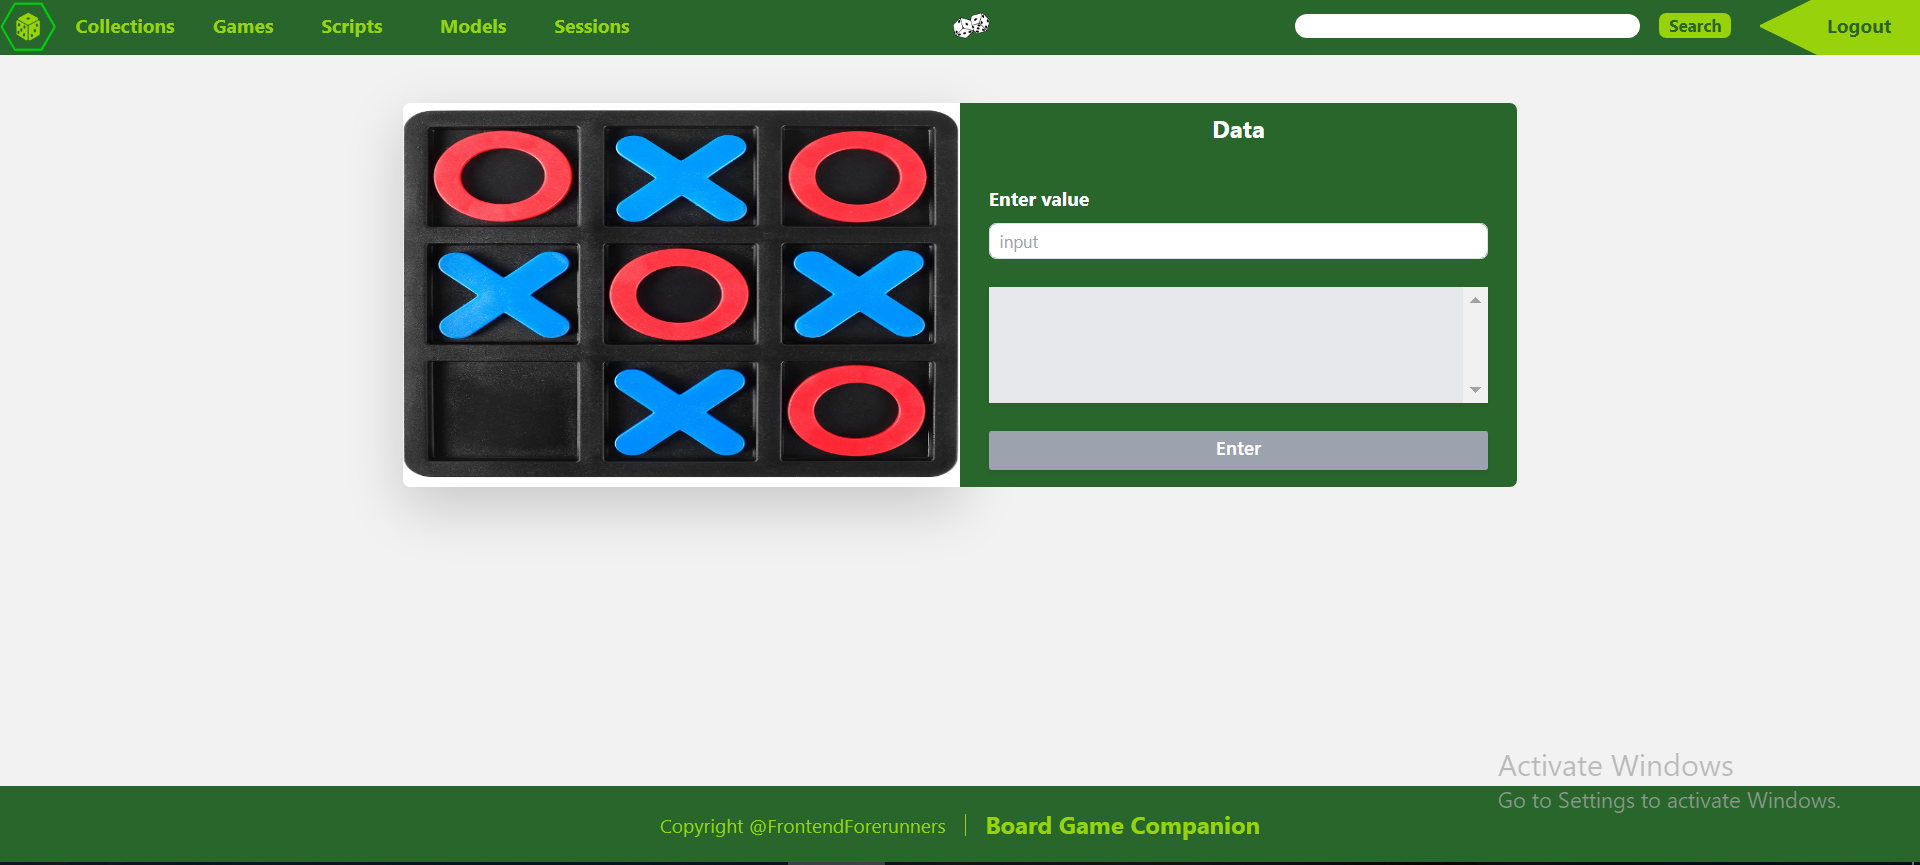 Collections Games Scripts Models Sessions Search Logout
Data
Enter value
input
Enter
Activate Windows
Go to Settings to activate Windows.
Copyright @FrontendForerunners Board Game Companion